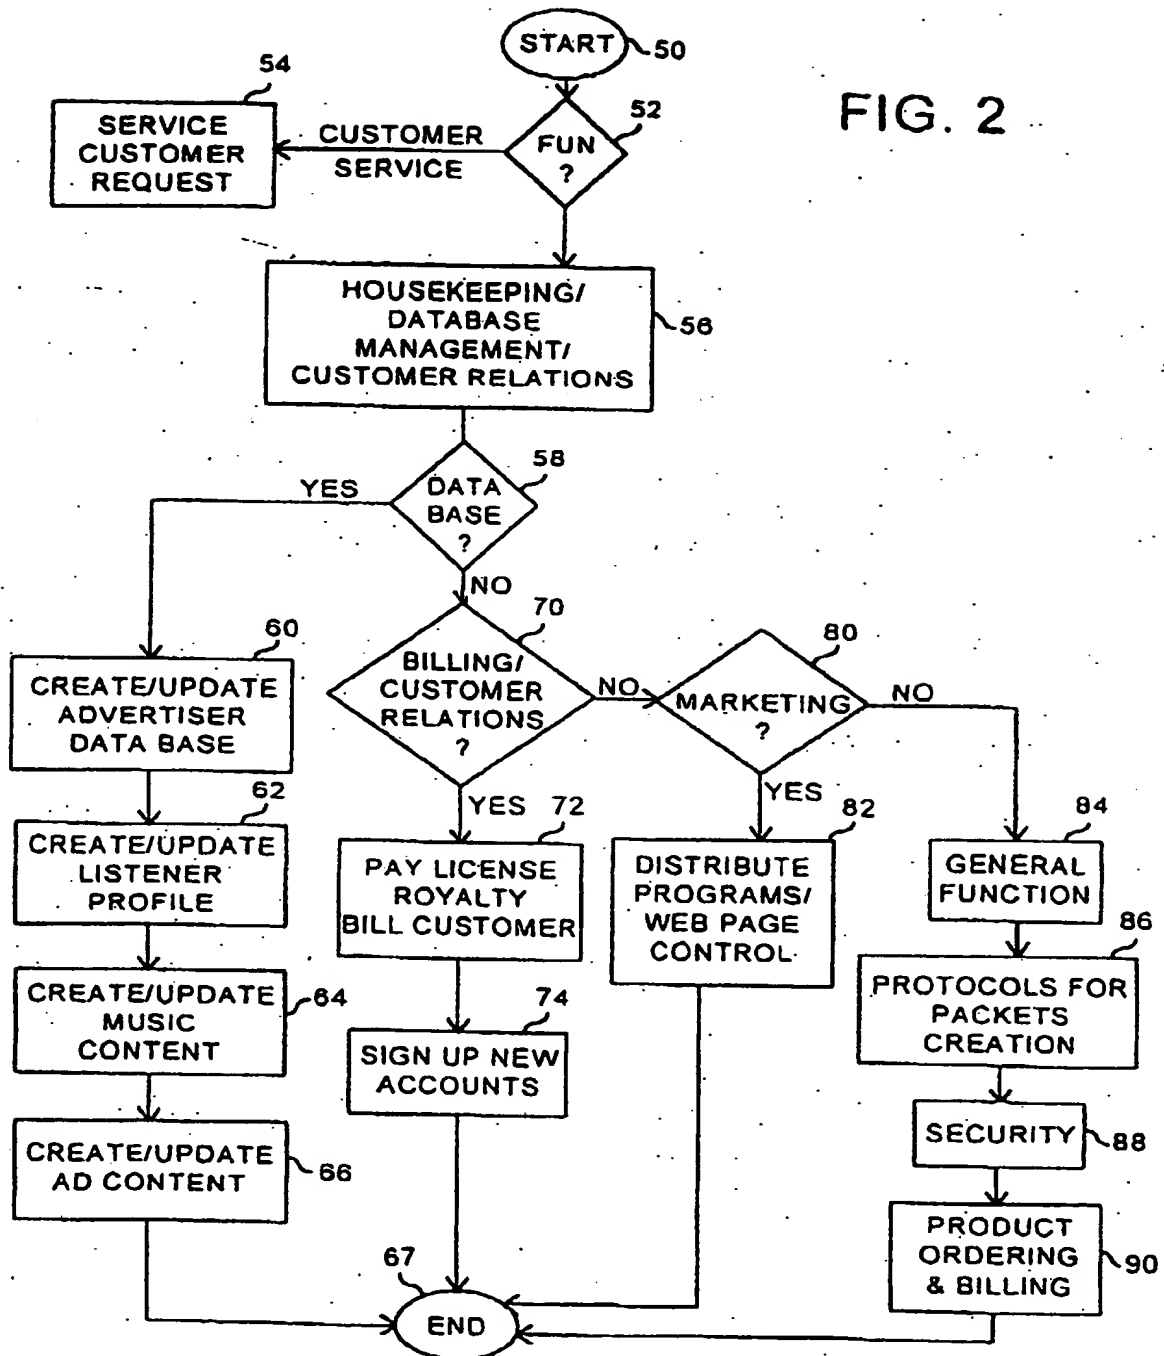 START
50
FIG. 2
54
52
SERVICE
CUSTOMER
REQUEST
CUSTOMER
SERVICE
FUN
?
HOUSEKEEPING/
DATABASE
MANAGEMENT/
CUSTOMER RELATIONS
56
58
DATA
BASE
?
YES
NO
60
CREATE/UPDATE
ADVERTISER
DATA BASE
70
BILLING/
CUSTOMER
RELATIONS
?
NO
80
MARKETING
?
NO
62
CREATE/UPDATE
LISTENER
PROFILE
YES
72
PAY LICENSE
ROYALTY
BILL CUSTOMER
YES
82
DISTRIBUTE
PROGRAMS/
WEB PAGE
CONTROL
84
GENERAL
FUNCTION
86
PROTOCOLS FOR
PACKETS
CREATION
CREATE/UPDATE
MUSIC
CONTENT
64
74
SIGN UP NEW
ACCOUNTS
SECURITY
88
CREATE/UPDATE
AD CONTENT
66
PRODUCT
ORDERING
& BILLING
90
67
END